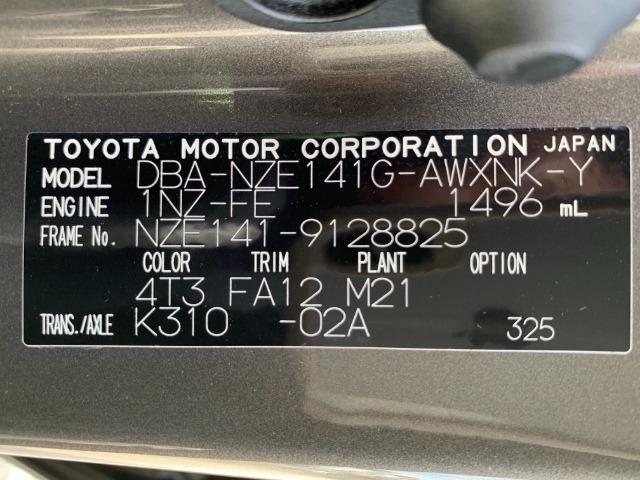 TOYOTA MOTOR CORPORATION JAPAN
MODEL DBA-NZE141G-AWXNK-Y
ENGINE 1NZ-FE 1496 mL
FRAME No. NZE141-9128825
COLOR TRIM PLANT OPTION
4T3 FA12 M21
TRANS./AXLE K310 -02A 325